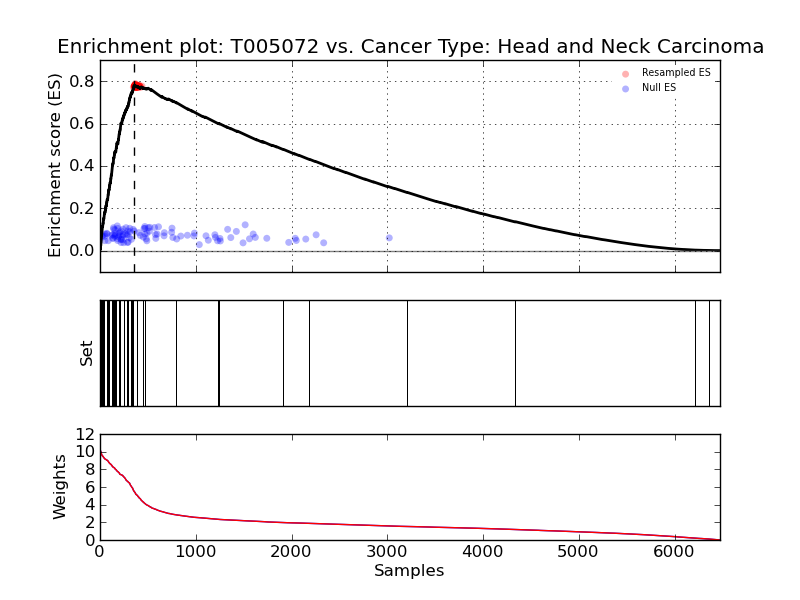 Enrichment plot: T005072 vs. Cancer Type: Head and Neck Carcinoma
Enrichment score (ES)
0.8
0.6
0.4
0.2
0.0
Resampled ES
Null ES
Set
Weights
12
10
8
6
4
2
0
0 1000 2000 3000 4000 5000 6000
Samples